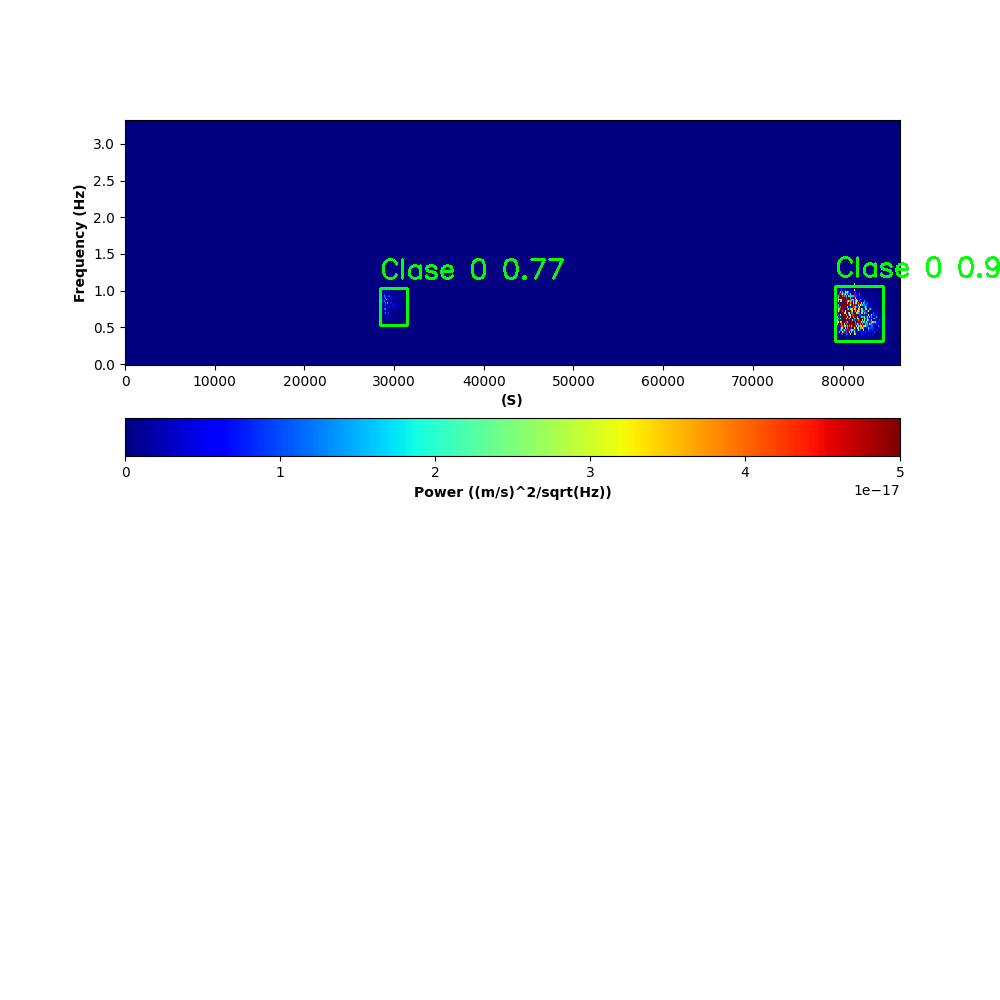 3.0
2.5
2.0
1.5
1.0
0.5
0.0
Frequency (Hz)
Clase 0 0.77
Clase 0 0.9
0 10000 20000 30000 40000 50000 60000 70000 80000
(S)
0 1 2 3 4 5
1e−17
Power ((m/s)^2/sqrt(Hz))